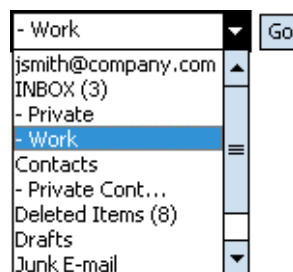 - Work
Go
jsmith@company.com
INBOX (3)
- Private
- Work
Contacts
- Private Cont...
Deleted Items (8)
Drafts
Junk E-mail